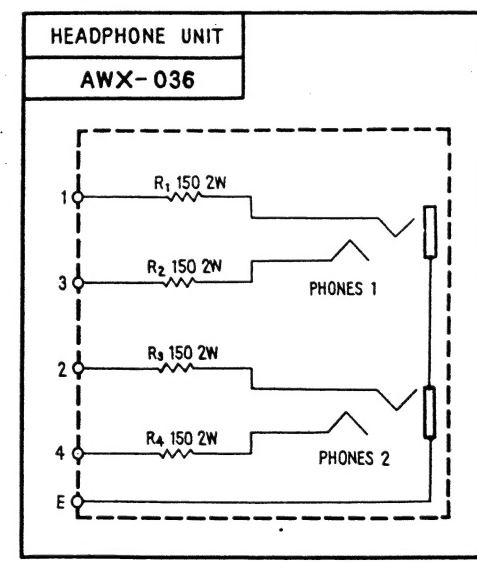 HEADPHONE UNIT
AWX-036
R1 150 2W
1
R2 150 2W
3
PHONES 1
R3 150 2W
2
R4 150 2W
4
PHONES 2
E